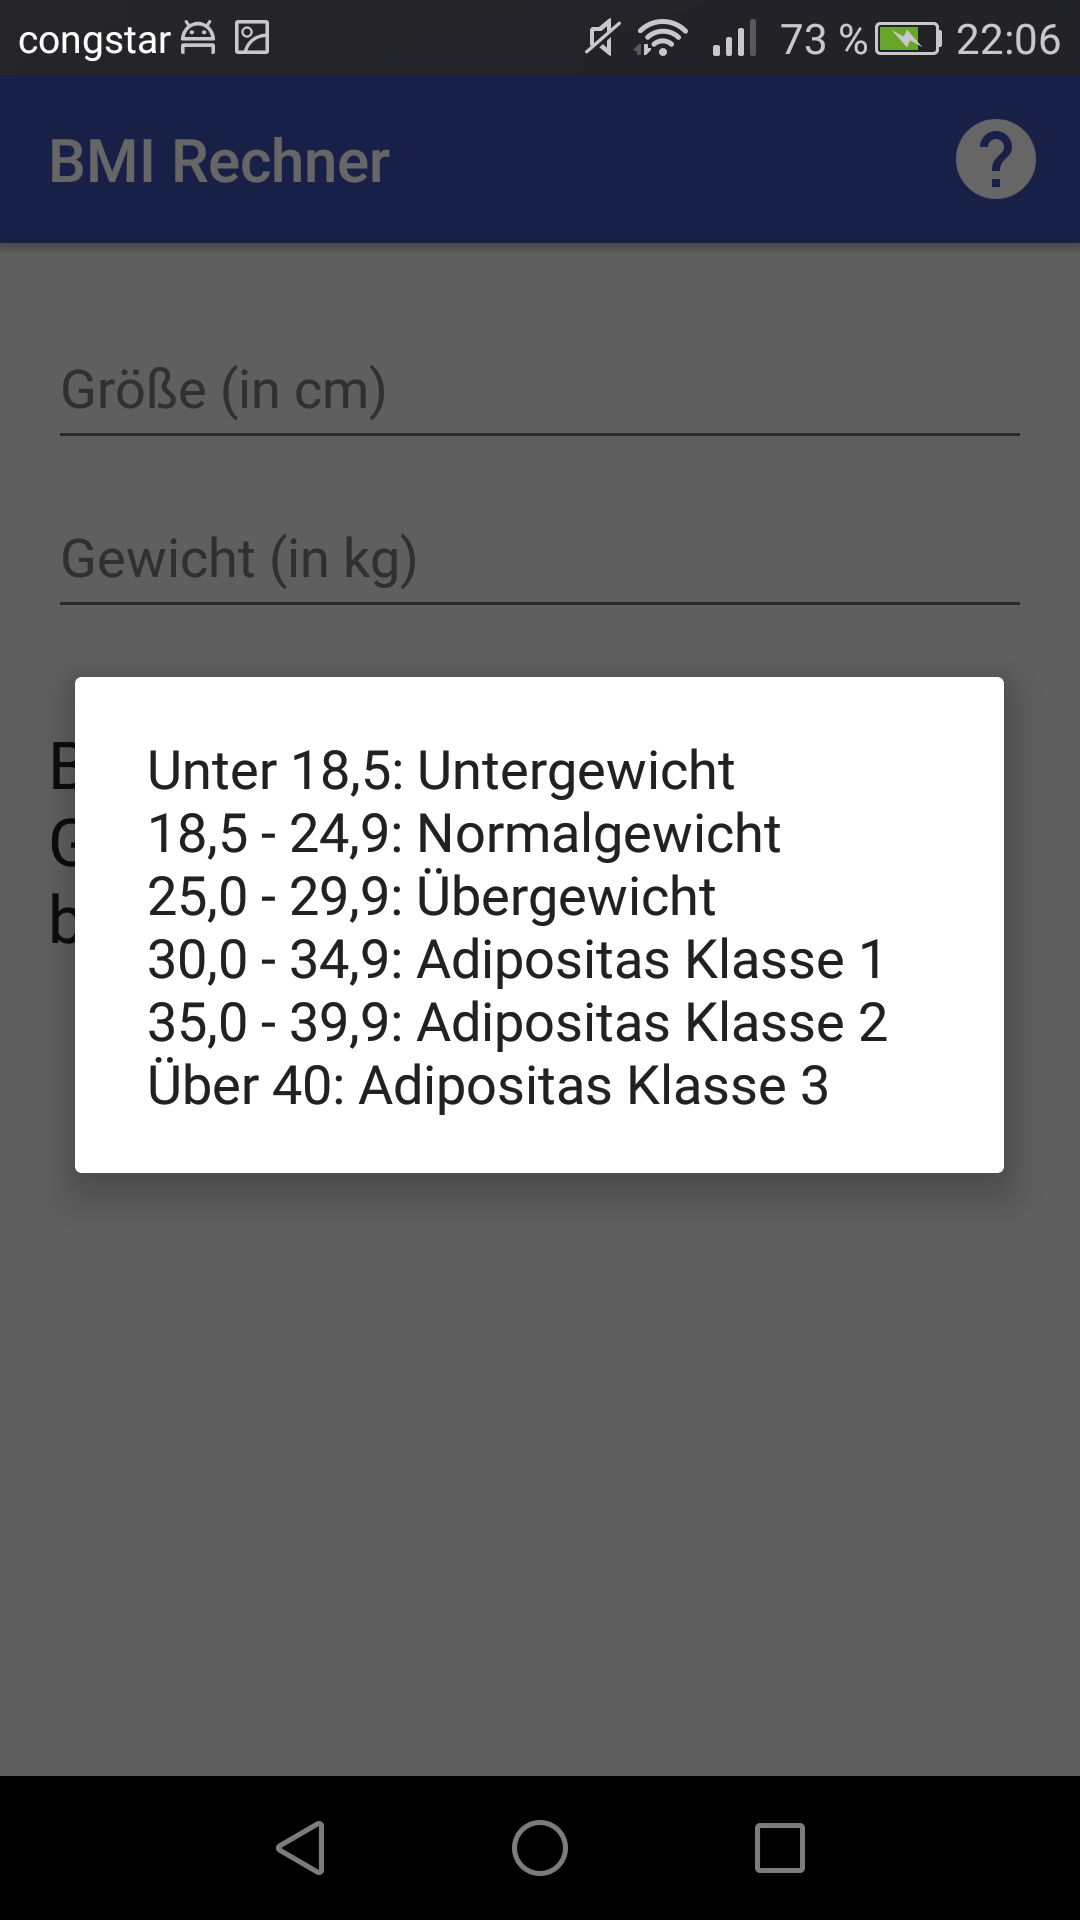 congstar 73 % 22:06
BMI Rechner
Größe (in cm)
Gewicht (in kg)
Unter 18,5: Untergewicht
18,5 - 24,9: Normalgewicht
25,0 - 29,9: Übergewicht
30,0 - 34,9: Adipositas Klasse 1
35,0 - 39,9: Adipositas Klasse 2
Über 40: Adipositas Klasse 3